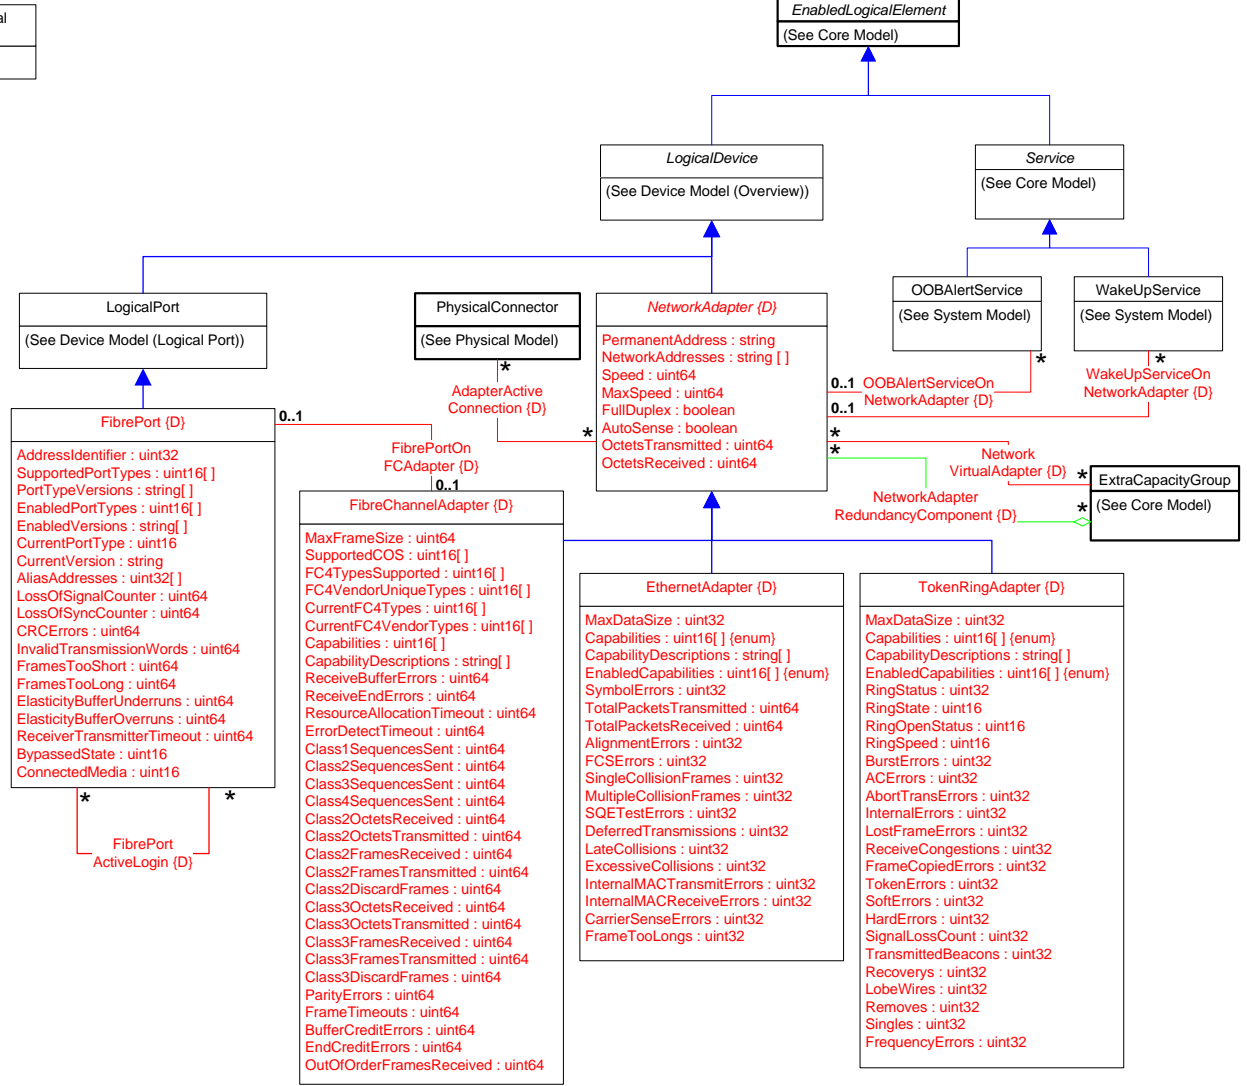 al
EnabledLogicalElement
(See Core Model)
LogicalDevice
(See Device Model (Overview))
Service
(See Core Model)
LogicalPort
(See Device Model (Logical Port))
PhysicalConnector
(See Physical Model)
*
AdapterActive
Connection {D}
*
NetworkAdapter {D}
PermanentAddress : string
NetworkAddresses : string [ ]
Speed : uint64
MaxSpeed : uint64
FullDuplex : boolean
AutoSense : boolean
OctetsTransmitted : uint64
OctetsReceived : uint64
OOBAlertService
(See System Model)
*
WakeUpService
(See System Model)
*
0..1
OOBAlertServiceOn
NetworkAdapter {D}
WakeUpServiceOn
NetworkAdapter {D}
0..1
*
*
Network
VirtualAdapter {D}
*
NetworkAdapter
RedundancyComponent {D}
*
ExtraCapacityGroup
(See Core Model)
FibrePort {D}
AddressIdentifier : uint32
SupportedPortTypes : uint16[ ]
PortTypeVersions : string[ ]
EnabledPortTypes : uint16[ ]
EnabledVersions : string[ ]
CurrentPortType : uint16
CurrentVersion : string
AliasAddresses : uint32[ ]
LossOfSignalCounter : uint64
LossOfSyncCounter : uint64
CRCErrors : uint64
InvalidTransmissionWords : uint64
FramesTooShort : uint64
FramesTooLong : uint64
ElasticityBufferUnderruns : uint64
ElasticityBufferOverruns : uint64
ReceiverTransmitterTimeout : uint64
BypassedState : uint16
ConnectedMedia : uint16
*
*
FibrePort
ActiveLogin {D}
0..1
FibrePortOn
FCAdapter {D}
0..1
FibreChannelAdapter {D}
MaxFrameSize : uint64
SupportedCOS : uint16[ ]
FC4TypesSupported : uint16[ ]
FC4VendorUniqueTypes : uint16[ ]
CurrentFC4Types : uint16[ ]
CurrentFC4VendorTypes : uint16[ ]
Capabilities : uint16[ ]
CapabilityDescriptions : string[ ]
ReceiveBufferErrors : uint64
ReceiveEndErrors : uint64
ResourceAllocationTimeout : uint64
ErrorDetectTimeout : uint64
Class1SequencesSent : uint64
Class2SequencesSent : uint64
Class3SequencesSent : uint64
Class4SequencesSent : uint64
Class2OctetsReceived : uint64
Class2OctetsTransmitted : uint64
Class2FramesReceived : uint64
Class2FramesTransmitted : uint64
Class2DiscardFrames : uint64
Class3OctetsReceived : uint64
Class3OctetsTransmitted : uint64
Class3FramesReceived : uint64
Class3FramesTransmitted : uint64
Class3DiscardFrames : uint64
ParityErrors : uint64
FrameTimeouts : uint64
BufferCreditErrors : uint64
EndCreditErrors : uint64
OutOfOrderFramesReceived : uint64
EthernetAdapter {D}
MaxDataSize : uint32
Capabilities : uint16[ ] {enum}
CapabilityDescriptions : string[ ]
EnabledCapabilities : uint16[ ] {enum}
SymbolErrors : uint32
TotalPacketsTransmitted : uint64
TotalPacketsReceived : uint64
AlignmentErrors : uint32
FCSErrors : uint32
SingleCollisionFrames : uint32
MultipleCollisionFrames : uint32
SQETestErrors : uint32
DeferredTransmissions : uint32
LateCollisions : uint32
ExcessiveCollisions : uint32
InternalMACTransmitErrors : uint32
InternalMACReceiveErrors : uint32
CarrierSenseErrors : uint32
FrameTooLongs : uint32
TokenRingAdapter {D}
MaxDataSize : uint32
Capabilities : uint16[ ] {enum}
CapabilityDescriptions : string[ ]
EnabledCapabilities : uint16[ ] {enum}
RingStatus : uint32
RingState : uint16
RingOpenStatus : uint16
RingSpeed : uint16
BurstErrors : uint32
ACErrors : uint32
AbortTransErrors : uint32
InternalErrors : uint32
LostFrameErrors : uint32
ReceiveCongestions : uint32
FrameCopiedErrors : uint32
TokenErrors : uint32
SoftErrors : uint32
HardErrors : uint32
SignalLossCount : uint32
TransmittedBeacons : uint32
Recoverys : uint32
LobeWires : uint32
Removes : uint32
Singles : uint32
FrequencyErrors : uint32